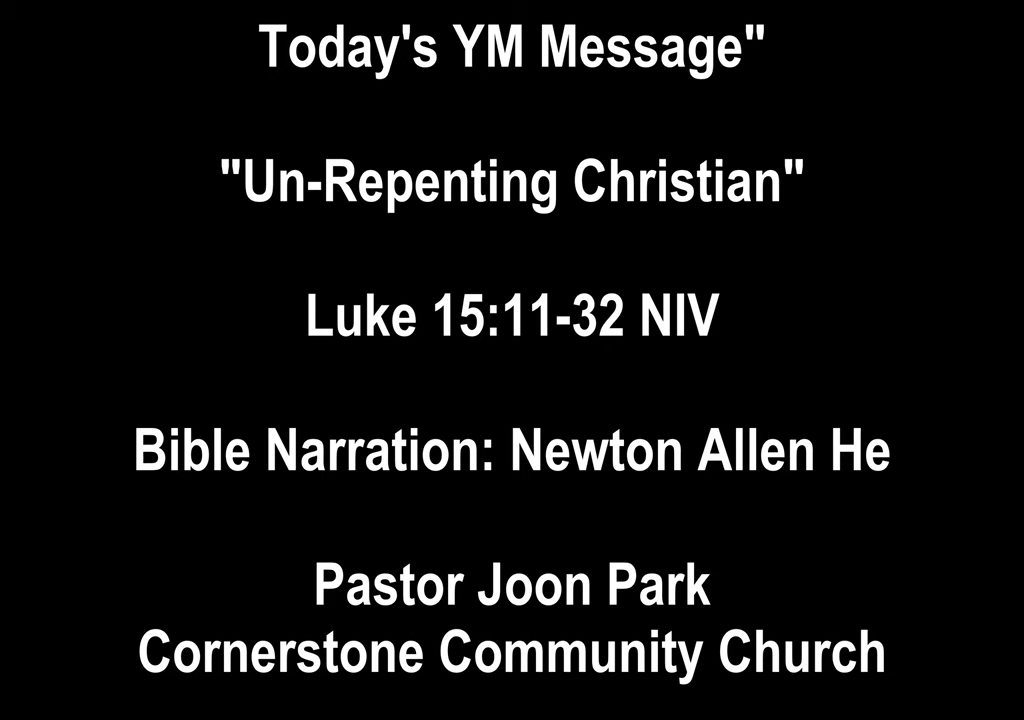 Today's YM Message"
"Un-Repenting Christian"
Luke 15:11-32 NIV
Bible Narration: Newton Allen He
Pastor Joon Park
Cornerstone Community Church